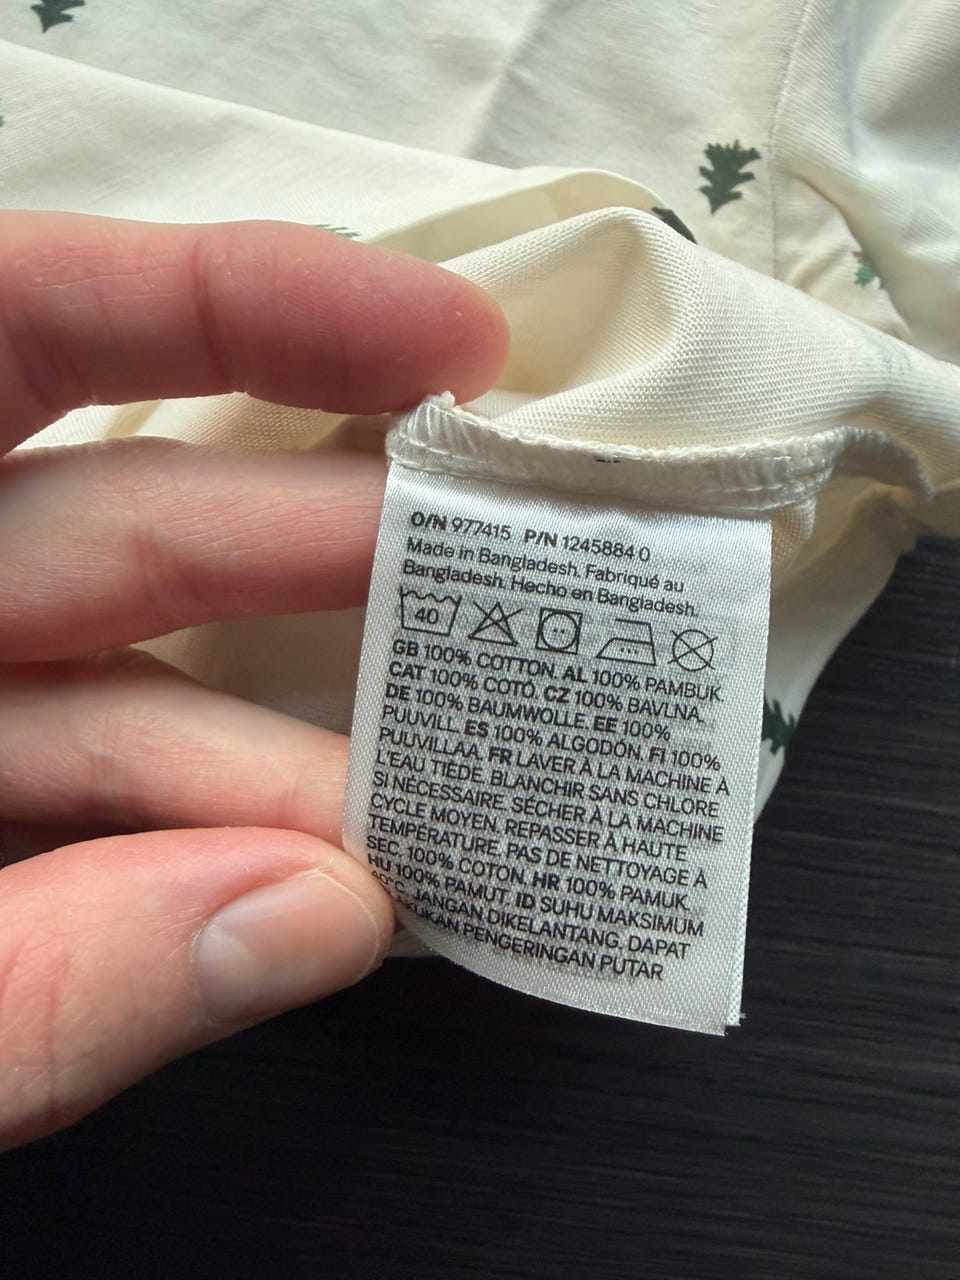 O/N 977415 P/N 1245884 0
Made in Bangladesh. Fabriqué au
Bangladesh. Hecho en Bangladesh.
40
GB 100% COTTON. AL 100% PAMBUK.
CAT 100% COTÓ. CZ 100% BAVLNA.
DE 100% BAUMWOLLE. EE 100%
PUUVILL. ES 100% ALGODÓN. FI 100%
PUUVILLAA. FR LAVER À LA MACHINE À
L'EAU TIÈDE. BLANCHIR SANS CHLORE
SI NÉCESSAIRE. SÉCHER À LA MACHINE
CYCLE MOYEN. REPASSER À HAUTE
TEMPÉRATURE. PAS DE NETTOYAGE À
SEC. 100% COTON. HR 100% PAMUK.
HU 100% PAMUT. ID SUHU MAKSIMUM
40°C. JANGAN DIKELANTANG. DAPAT
PENGERINGAN PUTAR